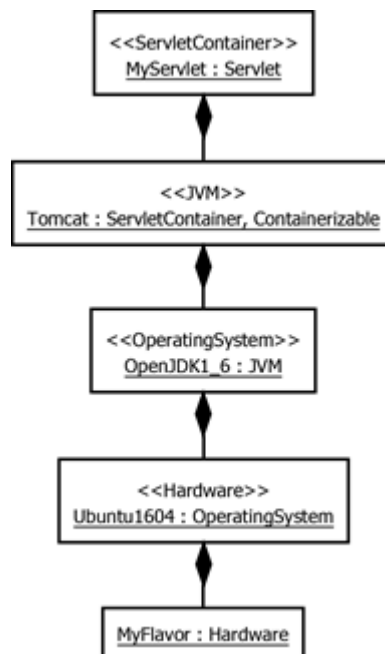 <<ServletContainer>>
MyServlet : Servlet
<<JVM>>
Tomcat : ServletContainer, Containerizable
<<OperatingSystem>>
OpenJDK1_6 : JVM
<<Hardware>>
Ubuntu1604 : OperatingSystem
MyFlavor : Hardware